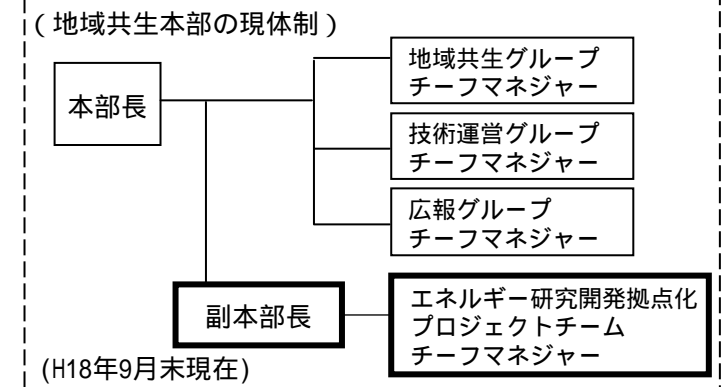 (地域共生本部の現体制)
本部長
地域共生グループ
チーフマネジャー
技術運営グループ
チーフマネジャー
広報グループ
チーフマネジャー
副本部長
エネルギー研究開発拠点化
プロジェクトチーム
チーフマネジャー
(H18年9月末現在)